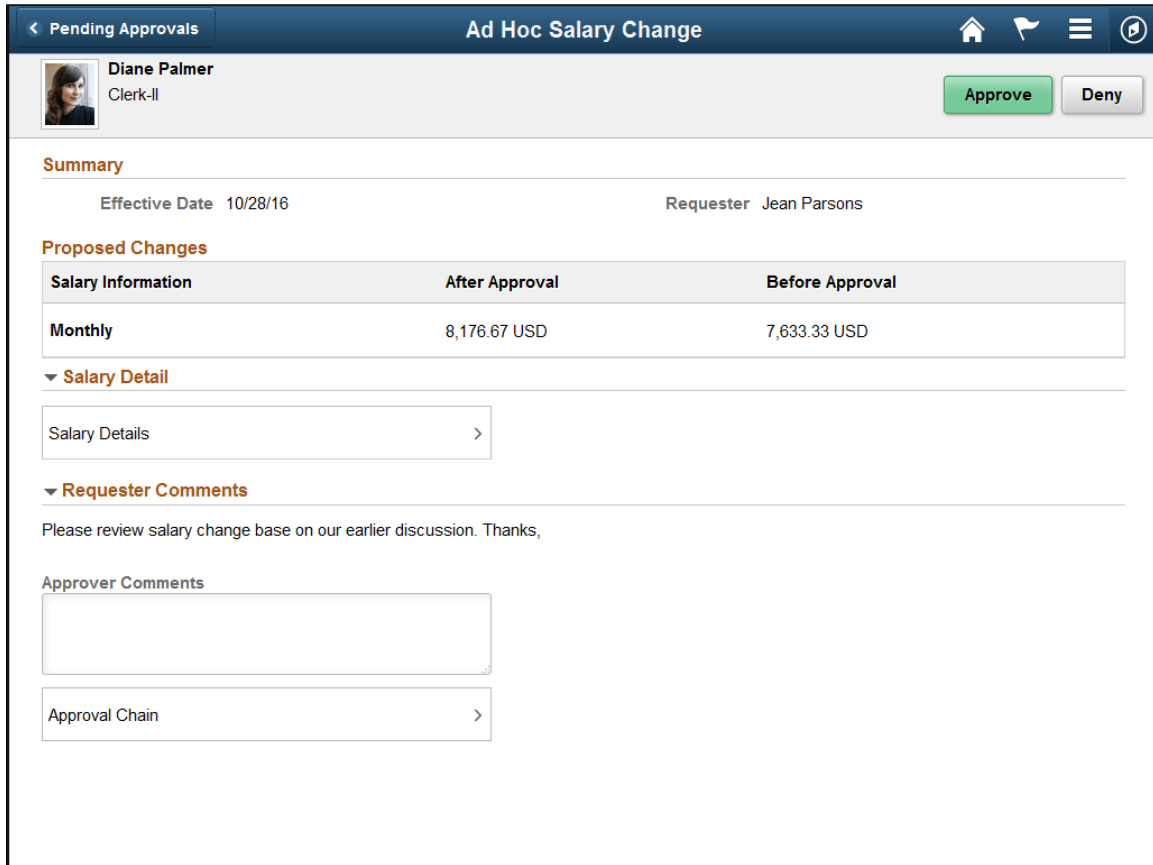 Pending Approvals Ad Hoc Salary Change
Diane Palmer
Clerk-II
Approve Deny
Summary
Effective Date 10/28/16 Requester Jean Parsons
Proposed Changes
Salary Information After Approval Before Approval
Monthly 8,176.67 USD 7,633.33 USD
Salary Detail
Salary Details
Requester Comments
Please review salary change base on our earlier discussion. Thanks,
Approver Comments
Approval Chain